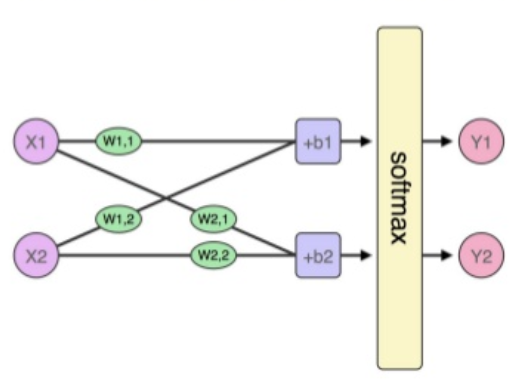 X1
W1,1
+b1
Y1
W1,2
W2,1
X2
W2,2
+b2
Y2
softmax